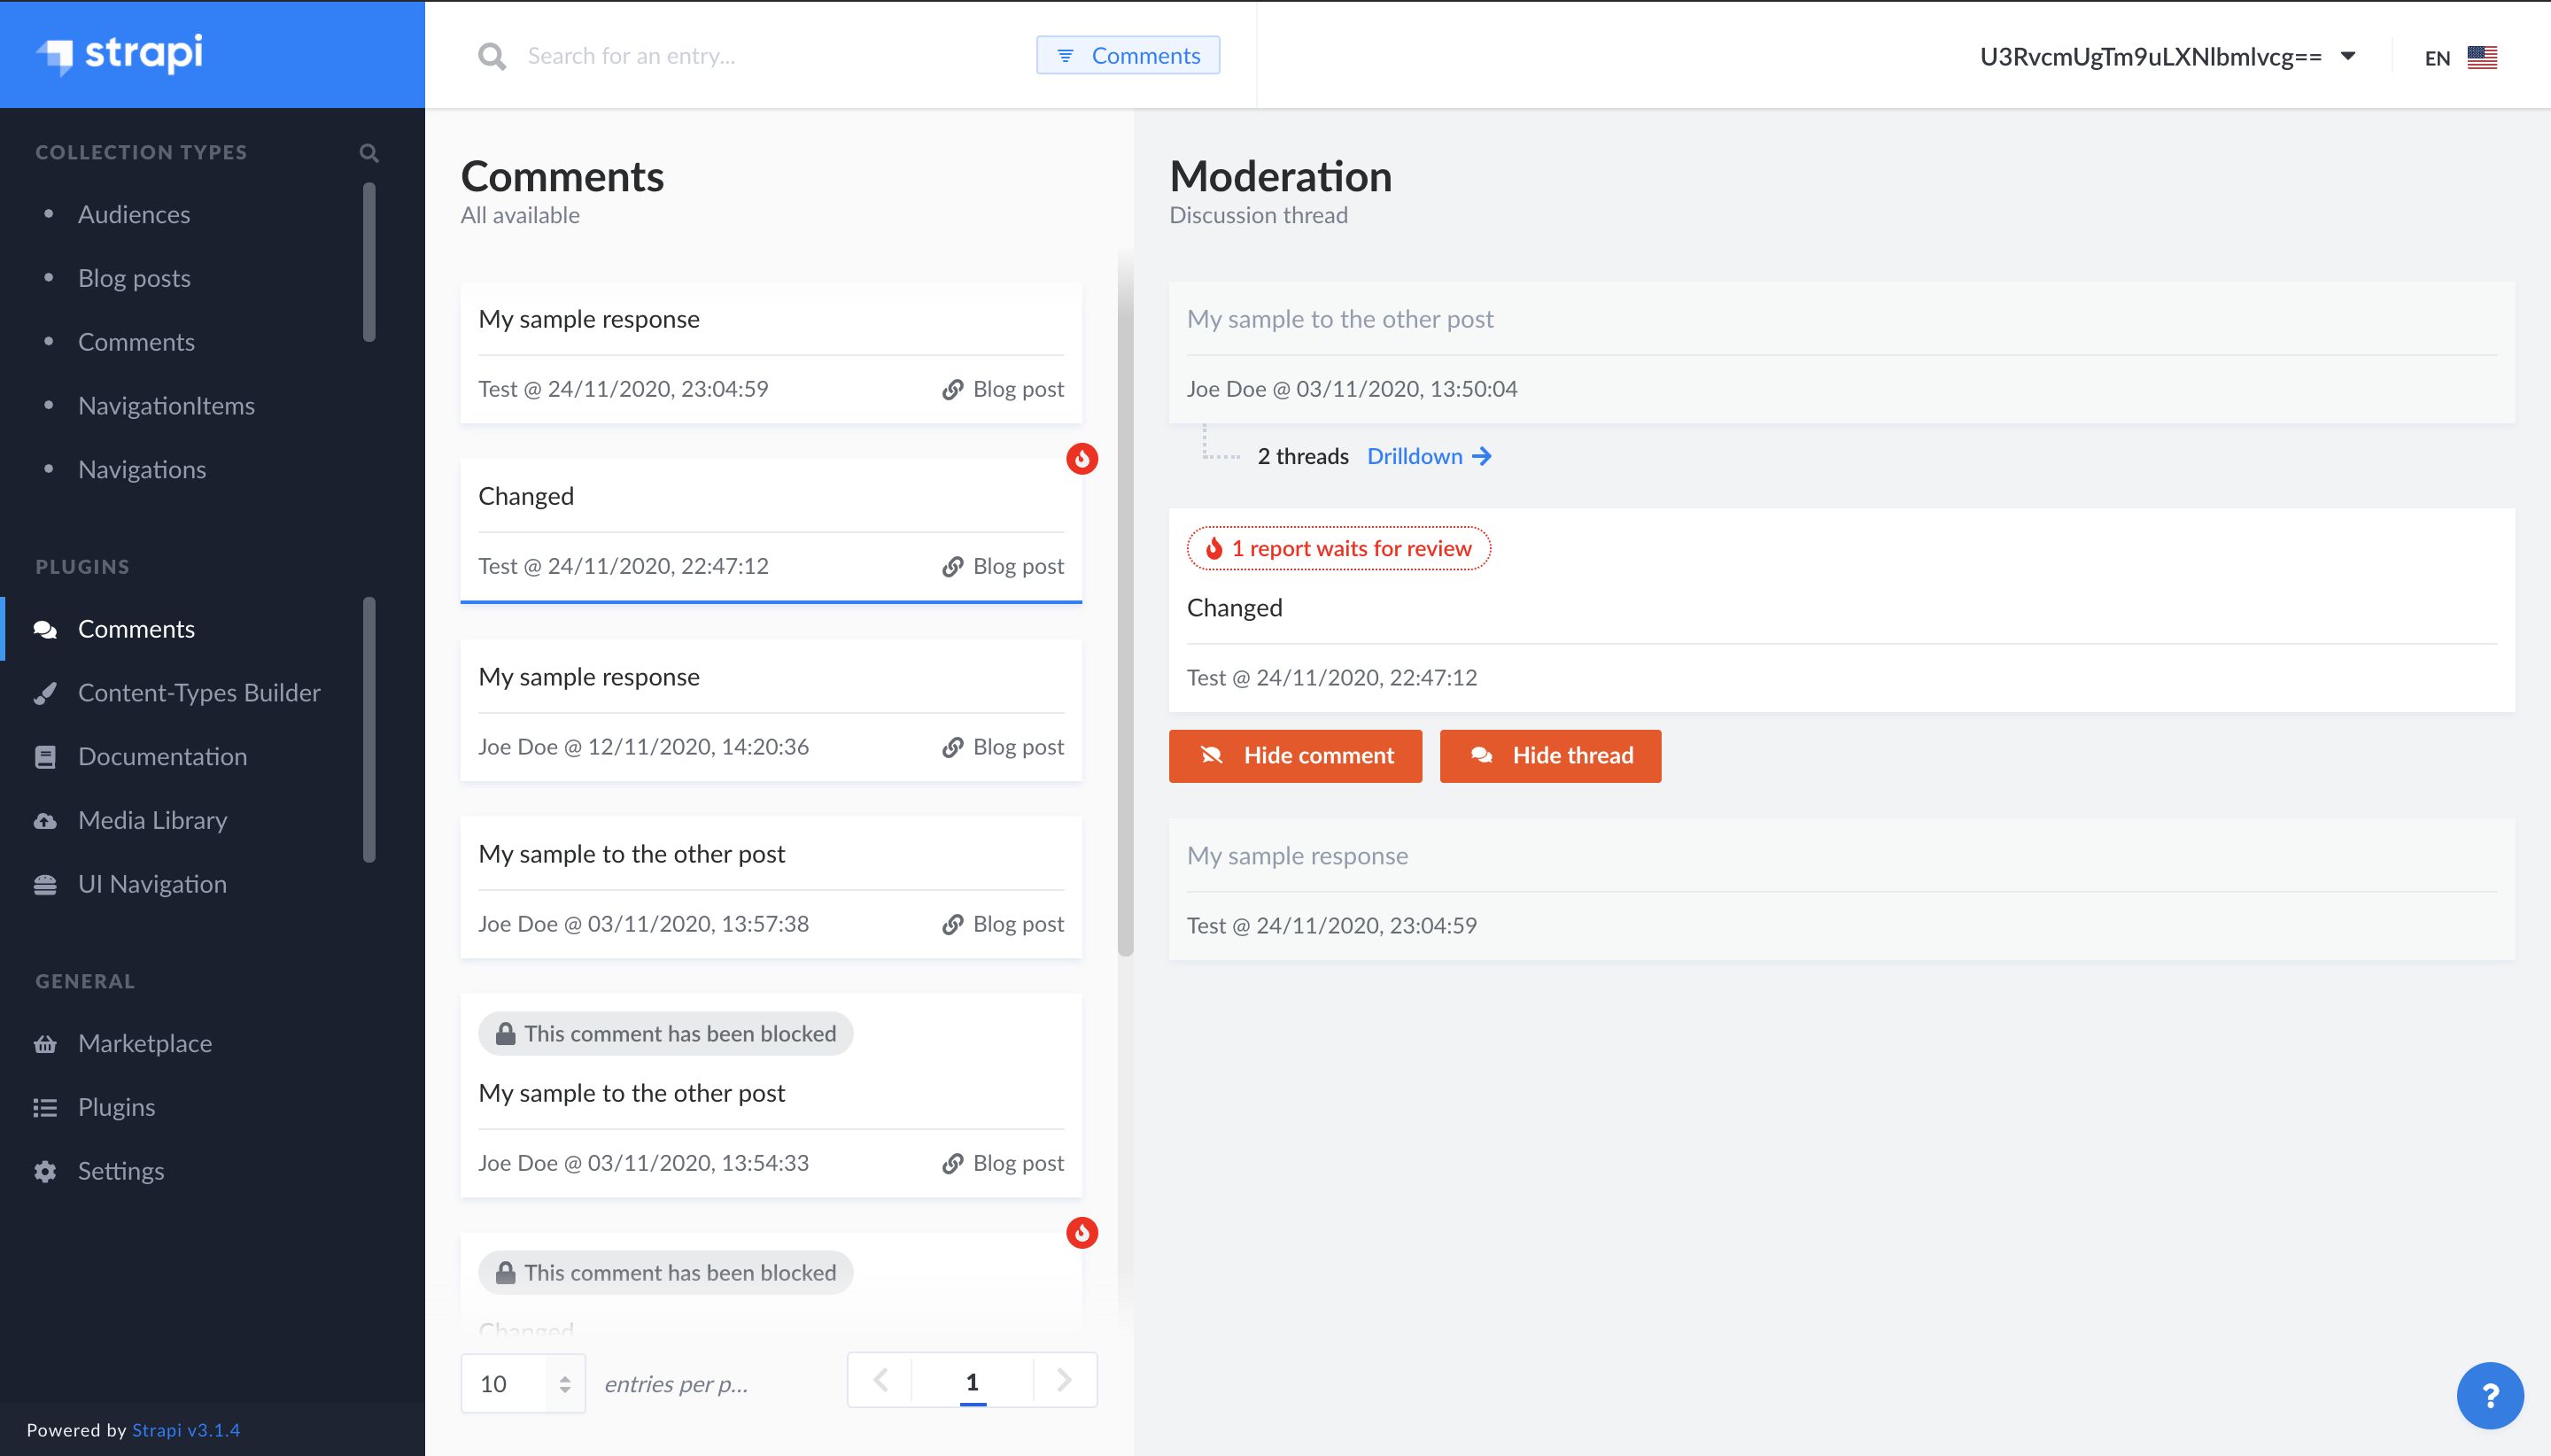 strapi
Search for an entry...
Comments
U3RvcmUgTm9uLXNlbmlvcg==
EN
COLLECTION TYPES
Audiences
Blog posts
Comments
NavigationItems
Navigations
PLUGINS
Comments
Content-Types Builder
Documentation
Media Library
UI Navigation
GENERAL
Marketplace
Plugins
Settings
Powered by Strapi v3.1.4
Comments
All available
My sample response
Test @ 24/11/2020, 23:04:59 Blog post
Changed
Test @ 24/11/2020, 22:47:12 Blog post
My sample response
Joe Doe @ 12/11/2020, 14:20:36 Blog post
My sample to the other post
Joe Doe @ 03/11/2020, 13:57:38 Blog post
This comment has been blocked
My sample to the other post
Joe Doe @ 03/11/2020, 13:54:33 Blog post
This comment has been blocked
Changed
10 entries per p...
1
Moderation
Discussion thread
My sample to the other post
Joe Doe @ 03/11/2020, 13:50:04
2 threads Drilldown
1 report waits for review
Changed
Test @ 24/11/2020, 22:47:12
Hide comment Hide thread
My sample response
Test @ 24/11/2020, 23:04:59
?